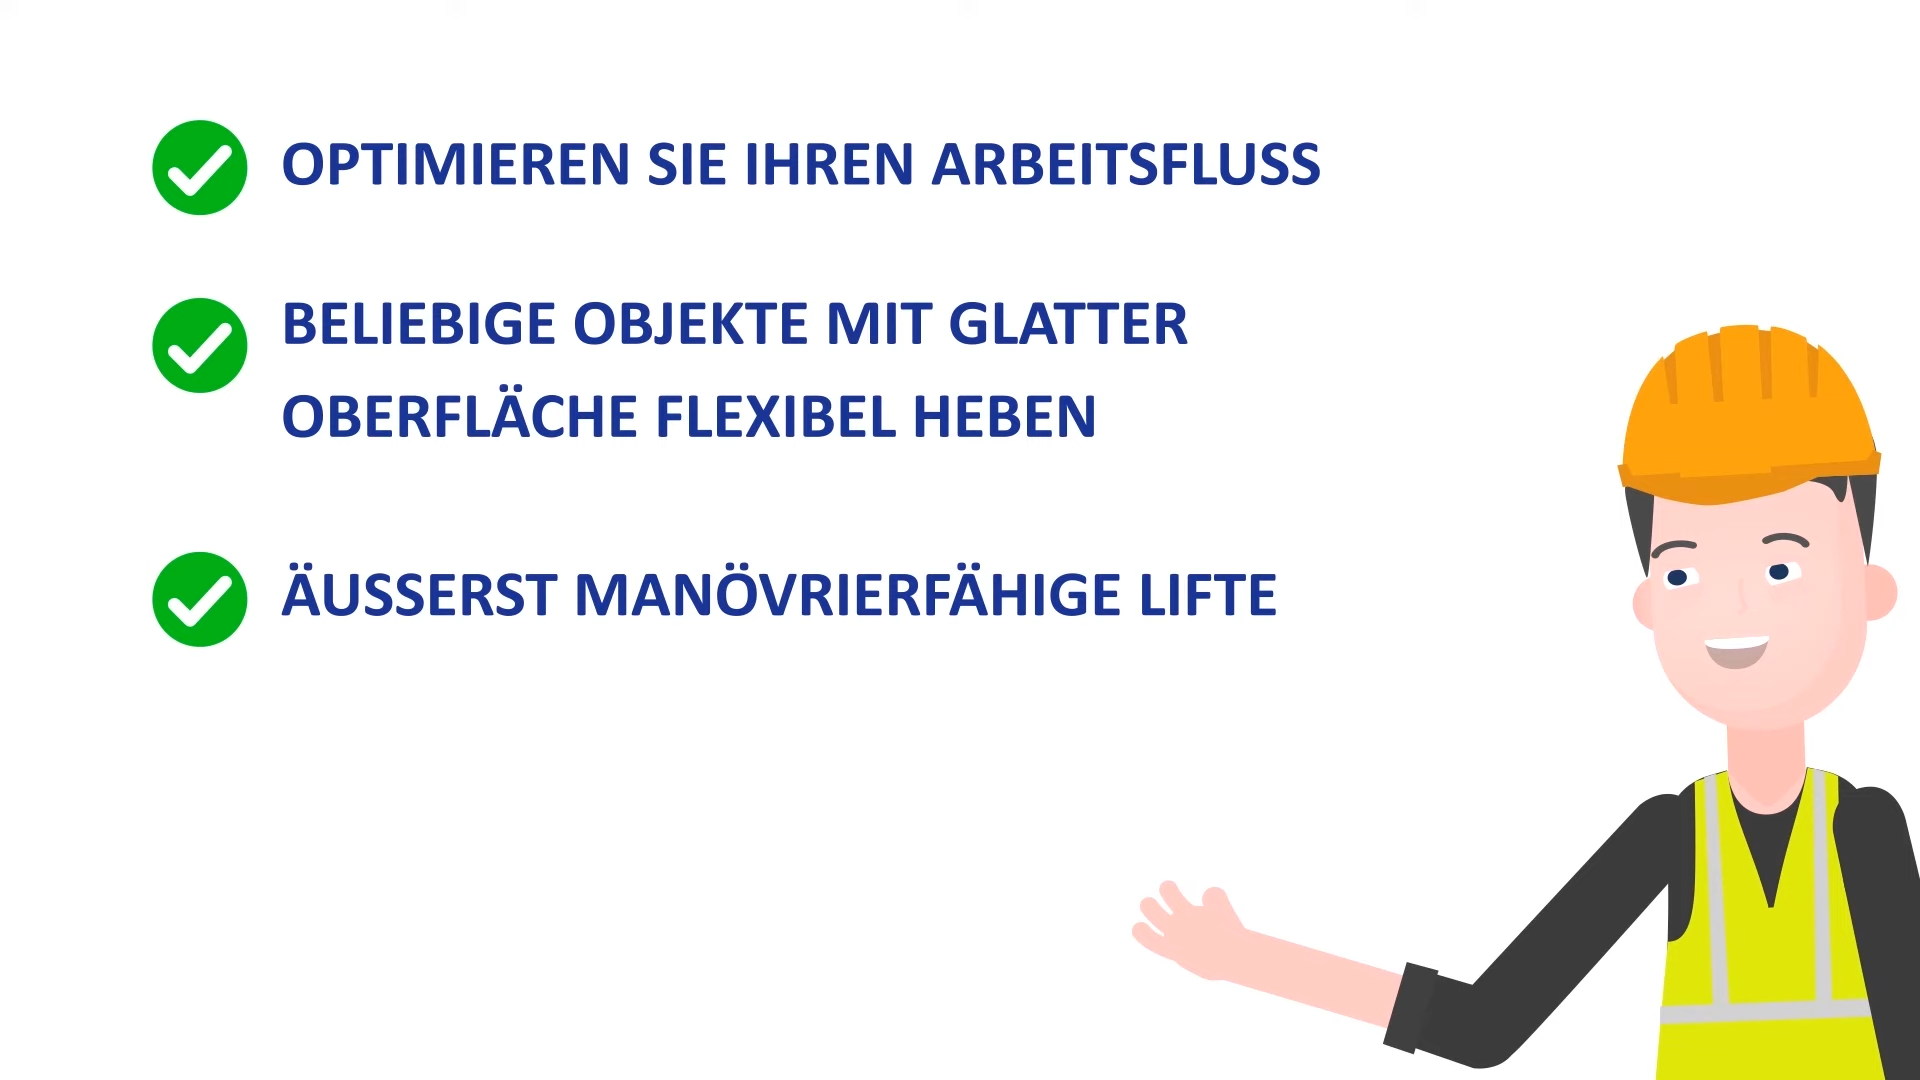 OPTIMIEREN SIE IHREN ARBEITSFLUSS
BELIEBIGE OBJEKTE MIT GLATTER
OBERFLÄCHE FLEXIBEL HEBEN
ÄUSSERST MANÖVRIERFÄHIGE LIFTE